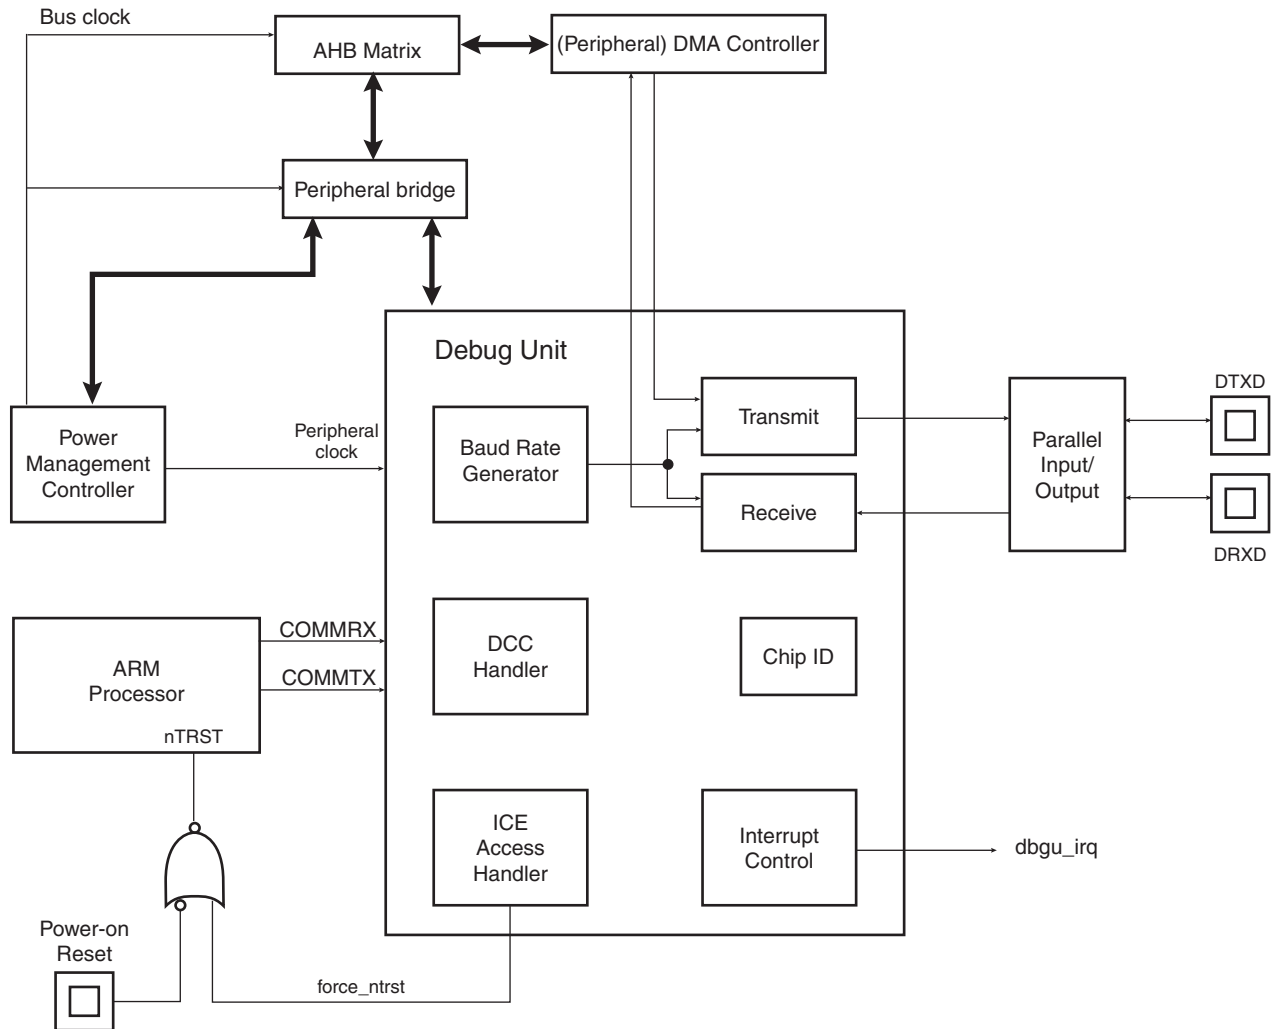 Bus clock
AHB Matrix
(Peripheral) DMA Controller
Peripheral bridge
Debug Unit
Power
Management
Controller
Peripheral
clock
Baud Rate
Generator
Transmit
Receive
Parallel
Input/
Output
DTXD
DRXD
ARM
Processor
nTRST
COMMRX
COMMTX
DCC
Handler
Chip ID
ICE
Access
Handler
Interrupt
Control
dbgu_irq
Power-on
Reset
force_ntrst